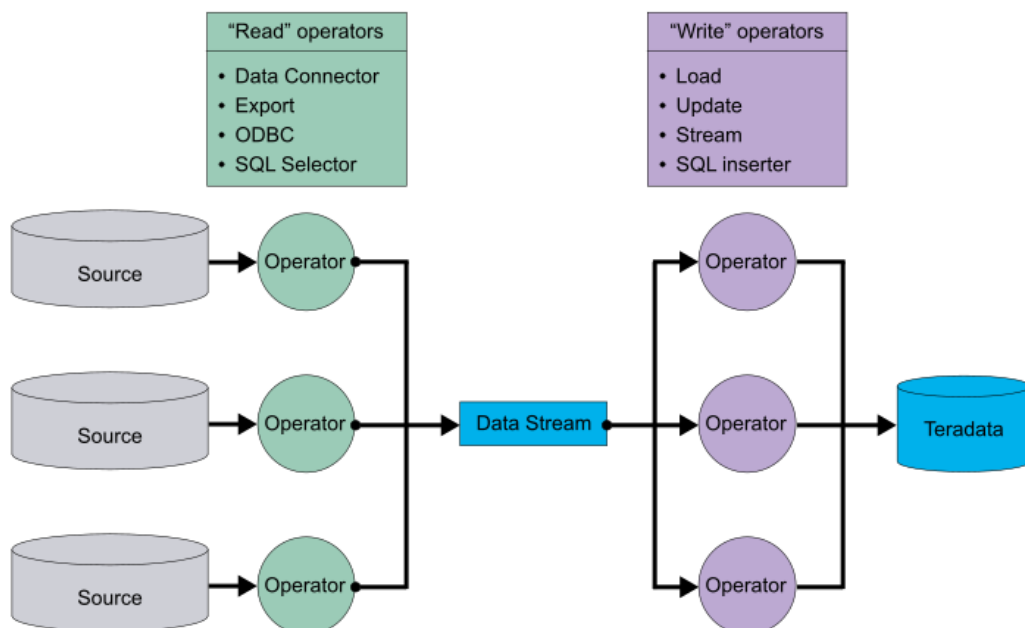 “Read” operators
• Data Connector
• Export
• ODBC
• SQL Selector
“Write” operators
• Load
• Update
• Stream
• SQL inserter
Source
Operator
Operator
Source
Operator
Data Stream
Operator
Teradata
Source
Operator
Operator